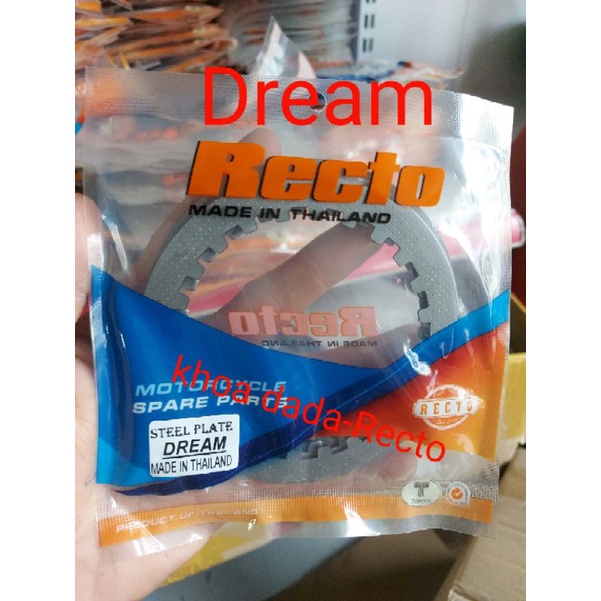 Dream
Recto
MADE IN THAILAND
Recto
MADE IN THAILAND
khoa dada-Recto
MOTORCYCLE
SPARE PARTS
RECTO
STEEL PLATE
DREAM
MADE IN THAILAND
T
PRODUCT OF THAILAND